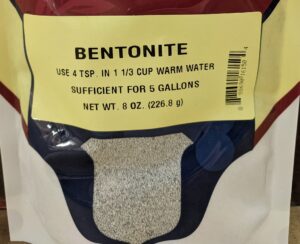 BENTONITE
USE 4 TSP. IN 1 1/3 CUP WARM WATER
SUFFICIENT FOR 5 GALLONS
NET WT. 8 OZ. (226.8 g)